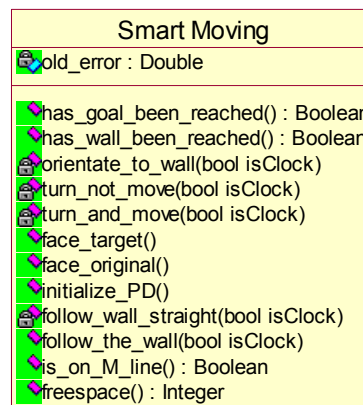 Smart Moving
old_error : Double
has_goal_been_reached() : Boolean
has_wall_been_reached() : Boolean
orientate_to_wall(bool isClock)
turn_not_move(bool isClock)
turn_and_move(bool isClock)
face_target()
face_original()
initialize_PD()
follow_wall_straight(bool isClock)
follow_the_wall(bool isClock)
is_on_M_line() : Boolean
freespace() : Integer